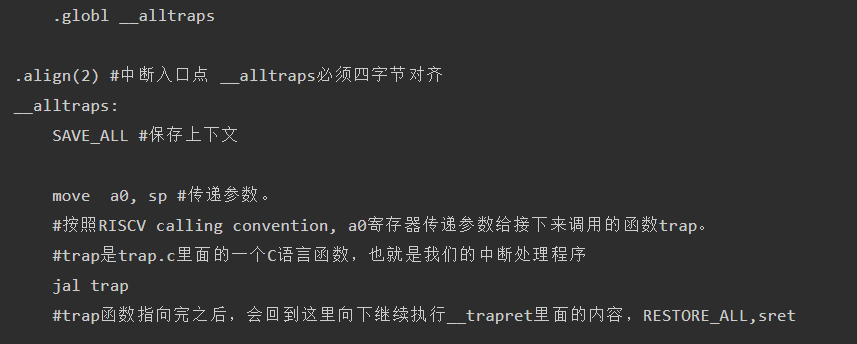 .globl __alltraps
.align(2) #中断入口点 __alltraps必须四字节对齐
__alltraps:
SAVE_ALL #保存上下文
move  a0, sp #传递参数。
#按照RISCV calling convention, a0寄存器传递参数给接下来调用的函数trap。
#trap是trap.c里面的一个C语言函数，也就是我们的中断处理程序
jal trap
#trap函数指向完之后，会回到这里向下继续执行__trapret里面的内容，RESTORE_ALL,sret